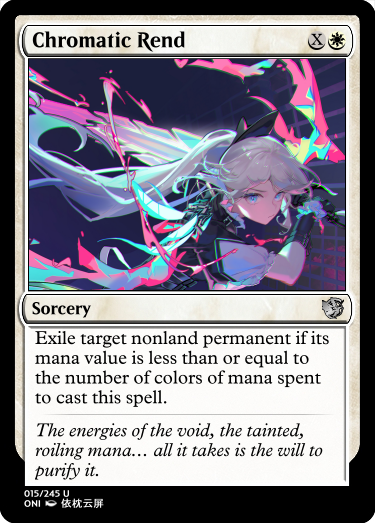 Chromatic Rend X
Sorcery
Exile target nonland permanent if its
mana value is less than or equal to
the number of colors of mana spent
to cast this spell.
The energies of the void, the tainted,
roiling mana… all it takes is the will to
purify it.
015/245 U
ONI 依枕云屏